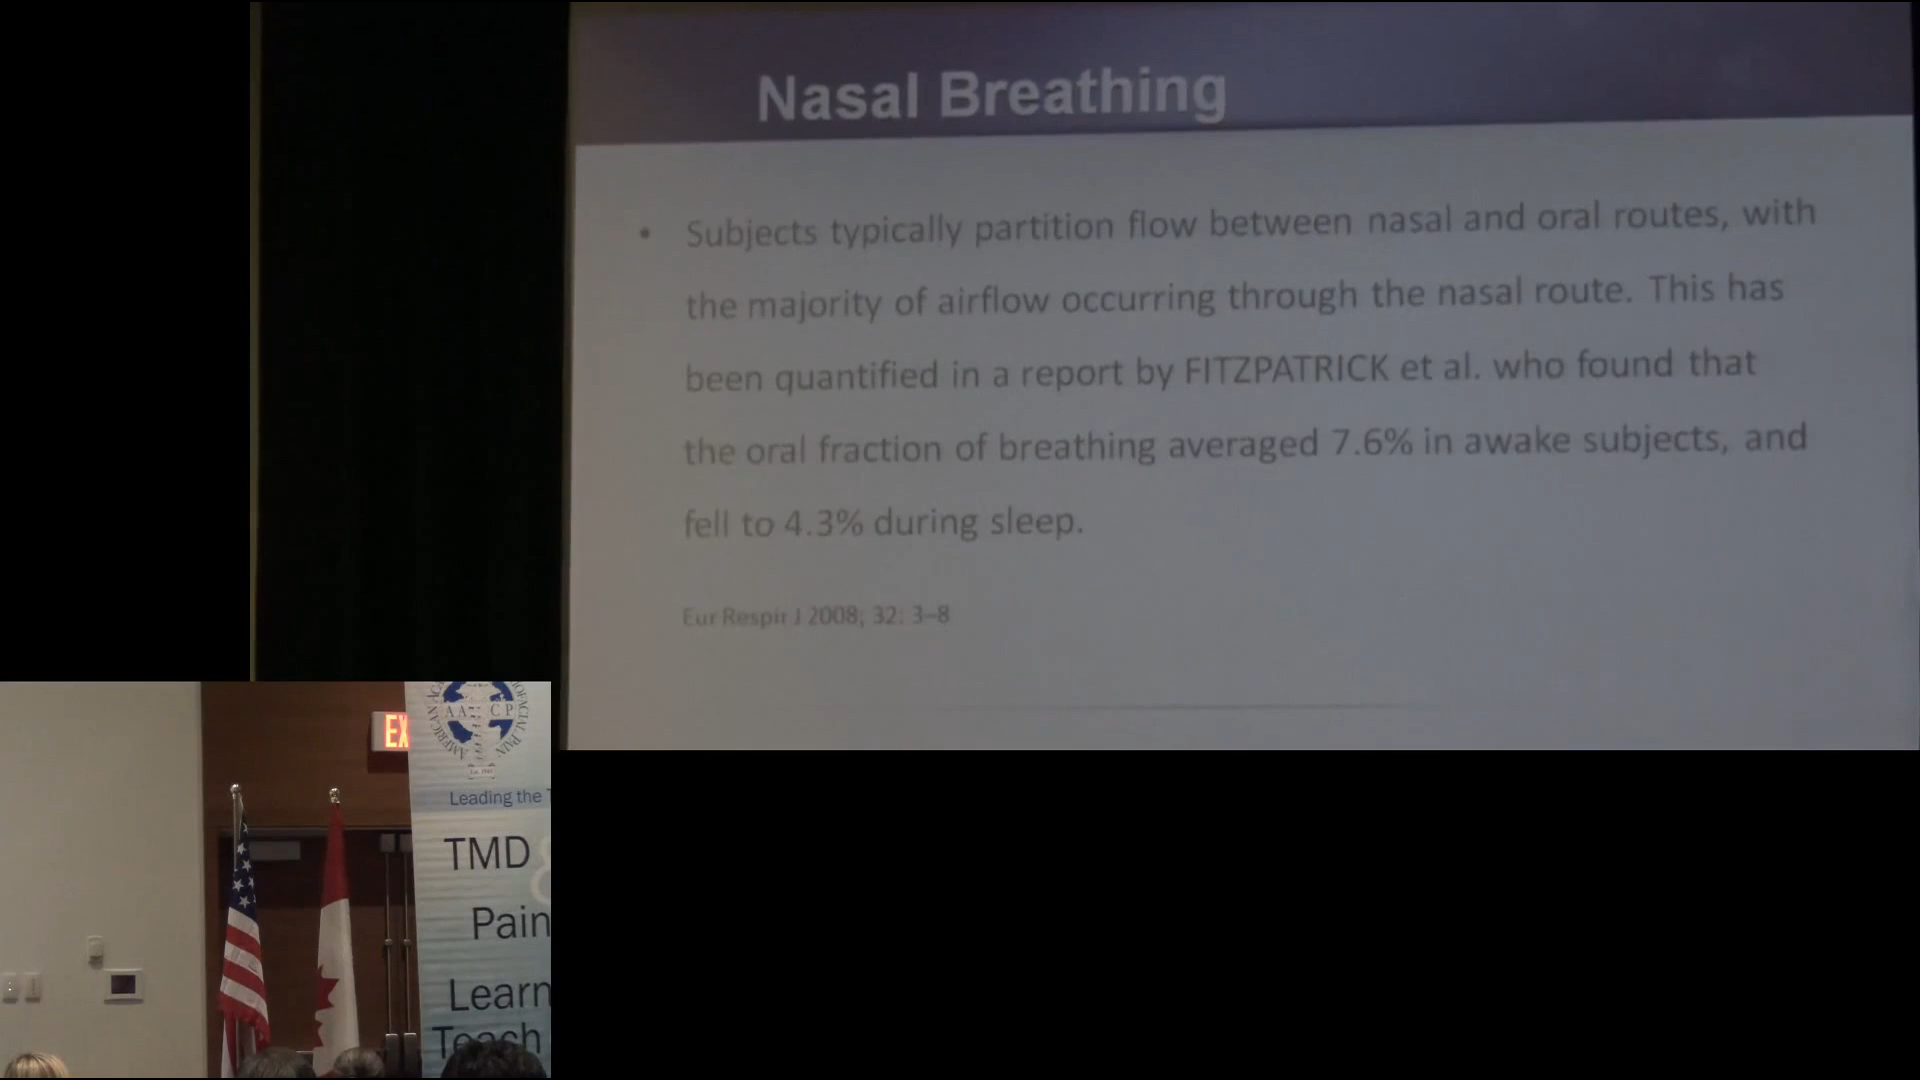 Nasal Breathing
• Subjects typically partition flow between nasal and oral routes, with
the majority of airflow occurring through the nasal route. This has
been quantified in a report by FITZPATRICK et al. who found that
the oral fraction of breathing averaged 7.6% in awake subjects, and
fell to 4.3% during sleep.
Eur Respir J 2008; 32: 3–8
EX
AMERICAN
OFACIAL PAIN
Leading the
TMD &
Pain
Learn
Teach